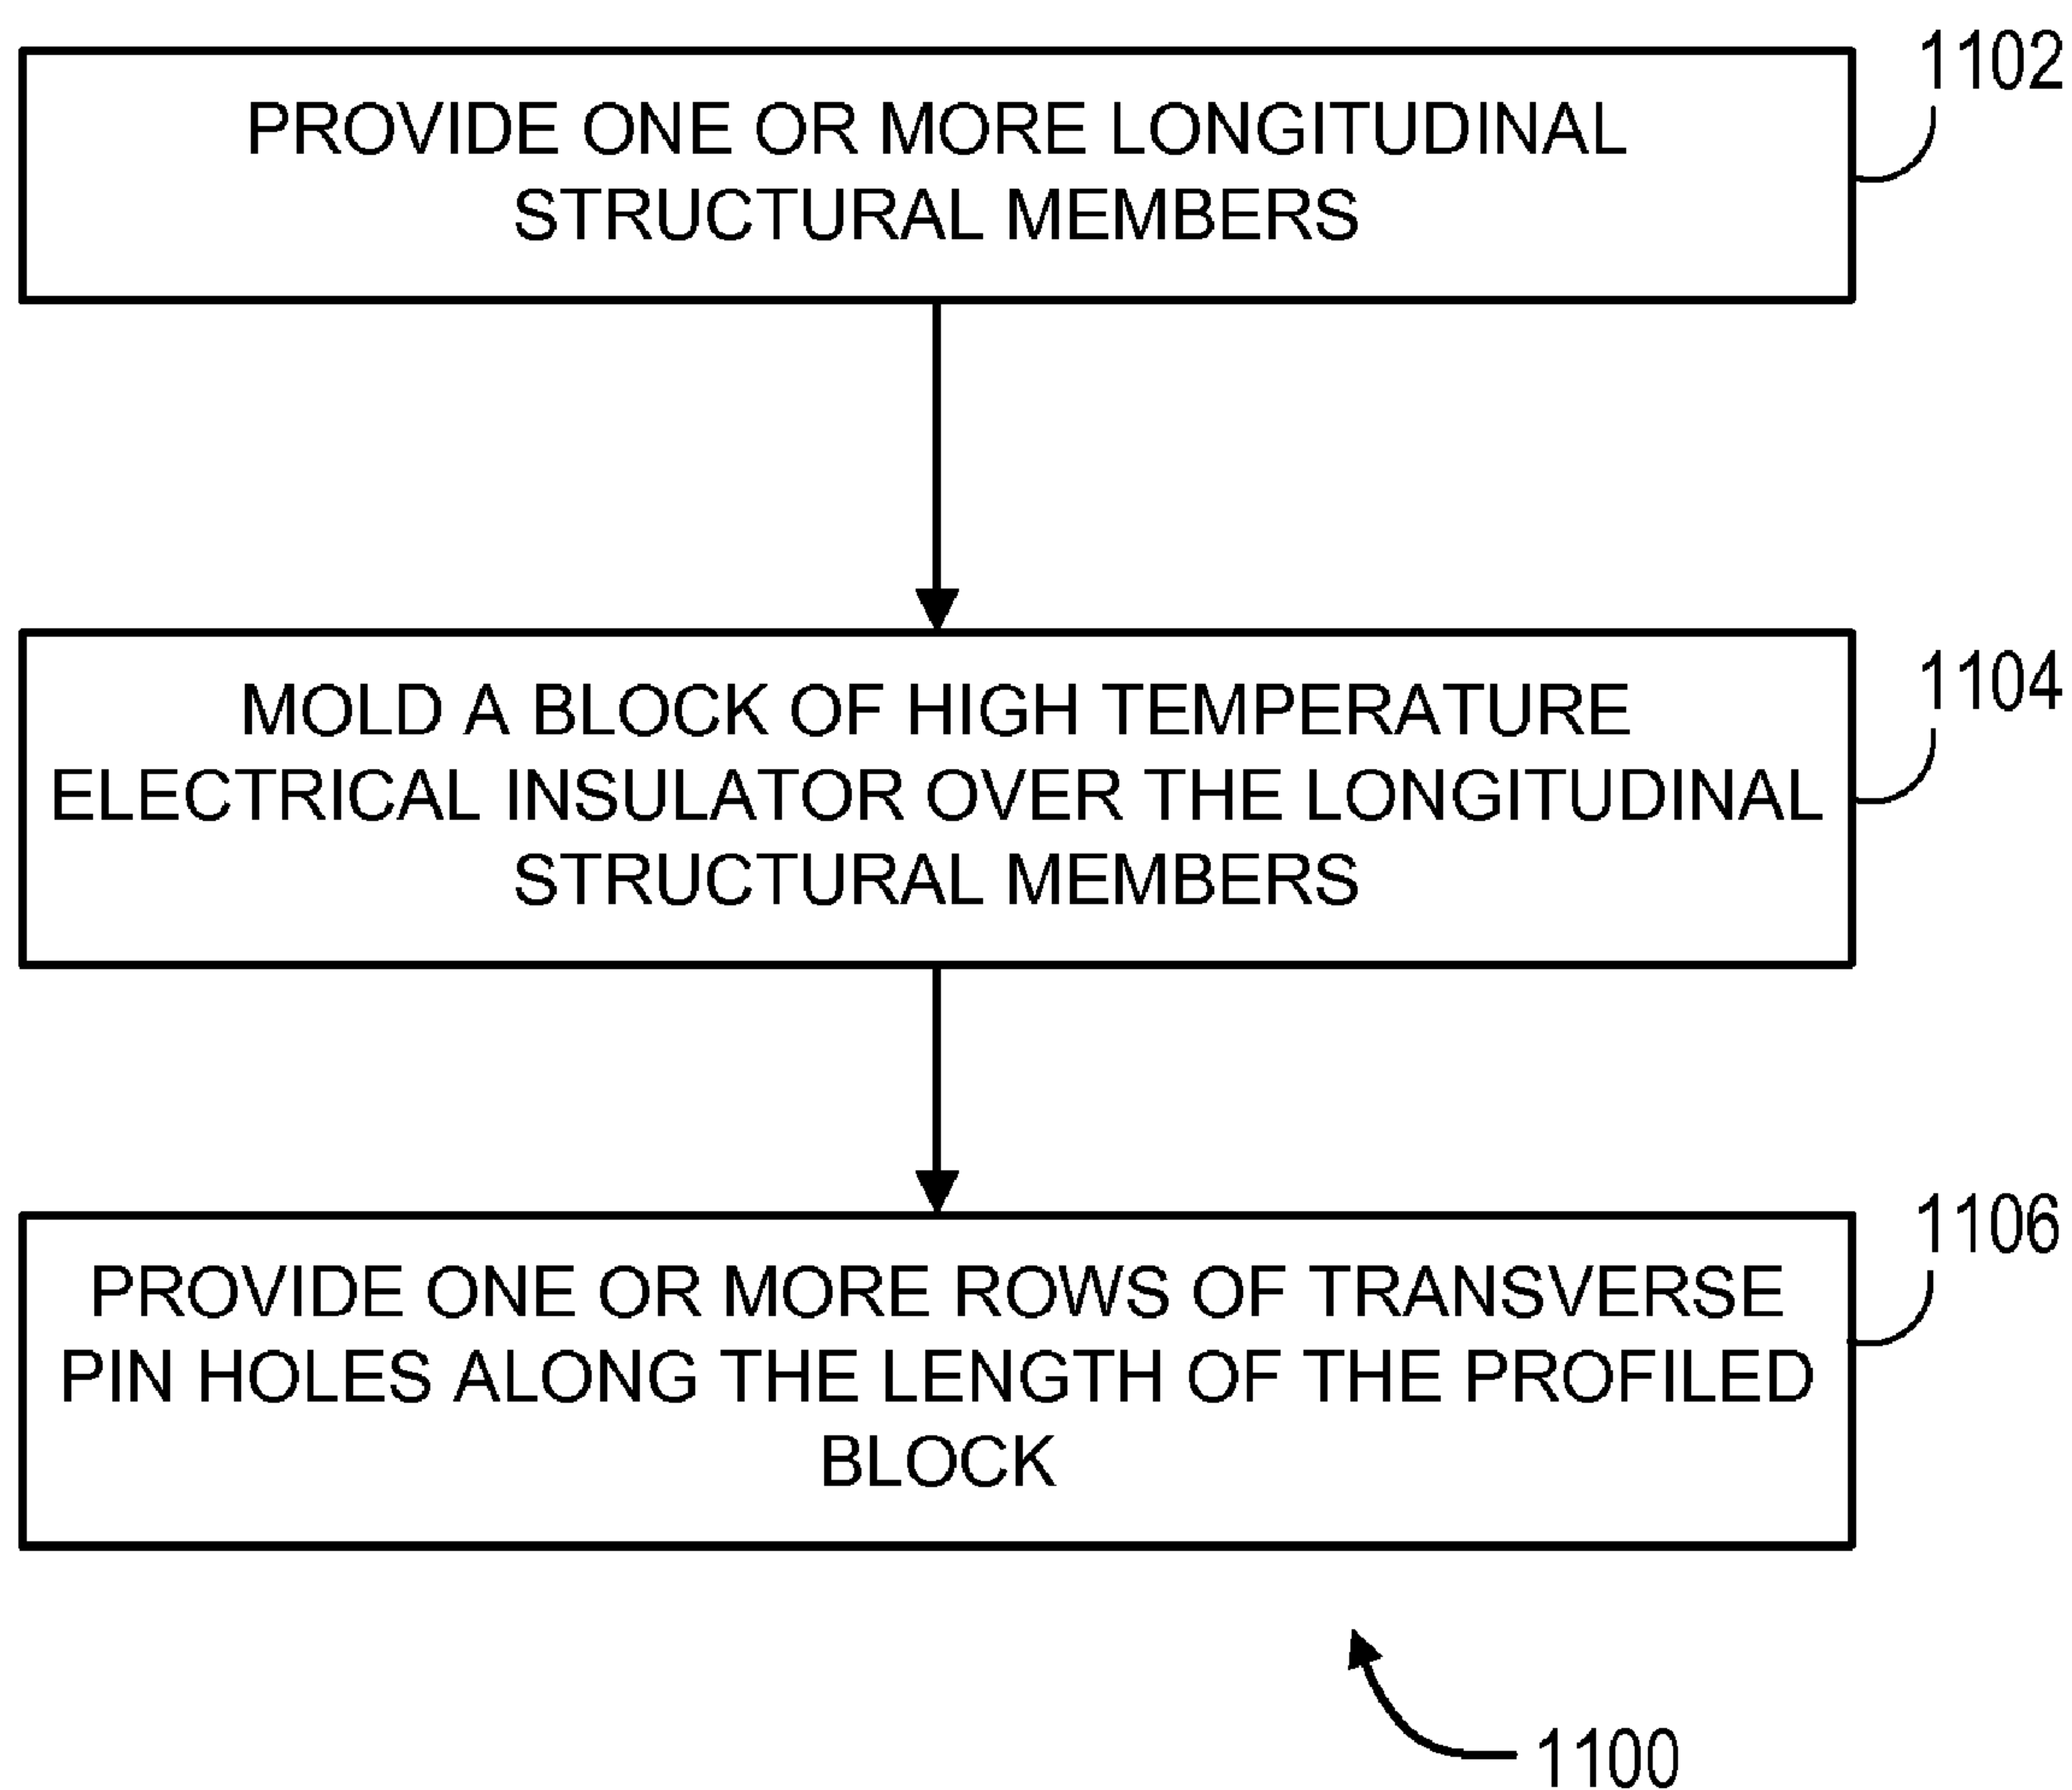 1102
PROVIDE ONE OR MORE LONGITUDINAL
STRUCTURAL MEMBERS
1104
MOLD A BLOCK OF HIGH TEMPERATURE
ELECTRICAL INSULATOR OVER THE LONGITUDINAL
STRUCTURAL MEMBERS
1106
PROVIDE ONE OR MORE ROWS OF TRANSVERSE
PIN HOLES ALONG THE LENGTH OF THE PROFILED
BLOCK
1100